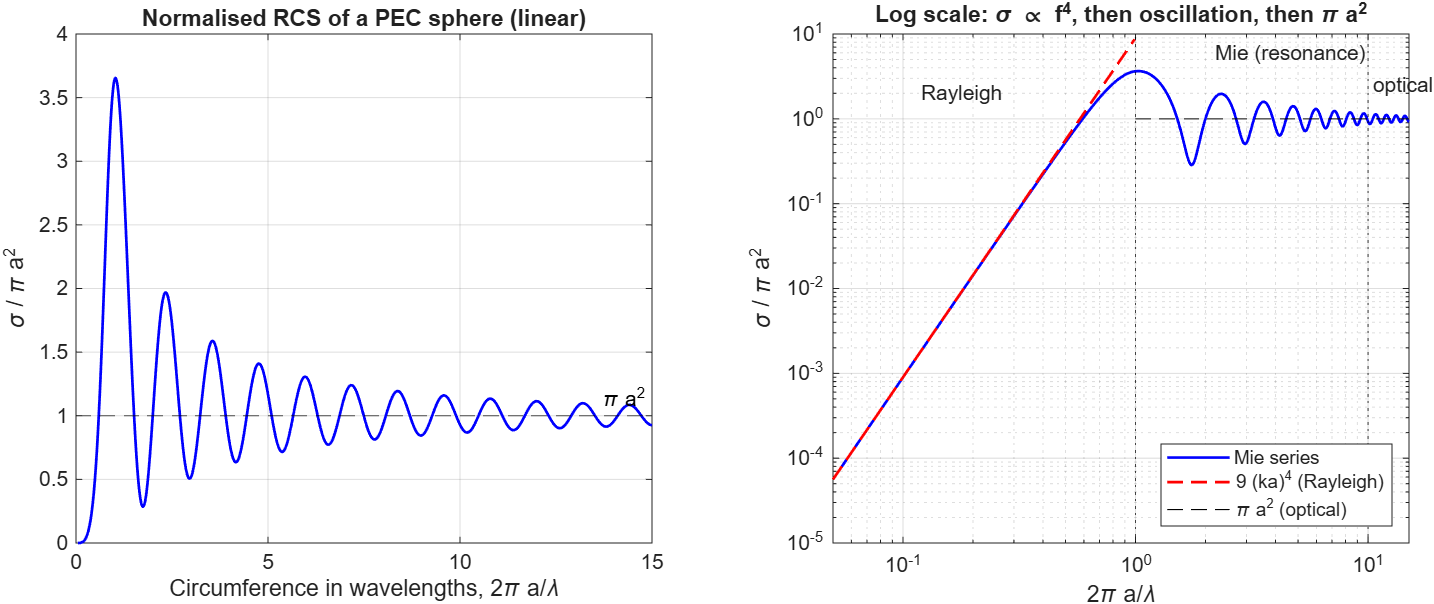 Normalised RCS of a PEC sphere (linear)
4
3.5
3
2.5
2
1.5
1
0.5
0
σ / π a²
π a²
0 5 10 15
Circumference in wavelengths, 2π a/λ
Log scale: σ ∝ f⁴, then oscillation, then π a²
10¹
10⁰
10⁻¹
10⁻²
10⁻³
10⁻⁴
10⁻⁵
σ / π a²
Mie (resonance)
optical
Rayleigh
Mie series
9 (ka)⁴ (Rayleigh)
π a² (optical)
10⁻¹ 10⁰ 10¹
2π a/λ